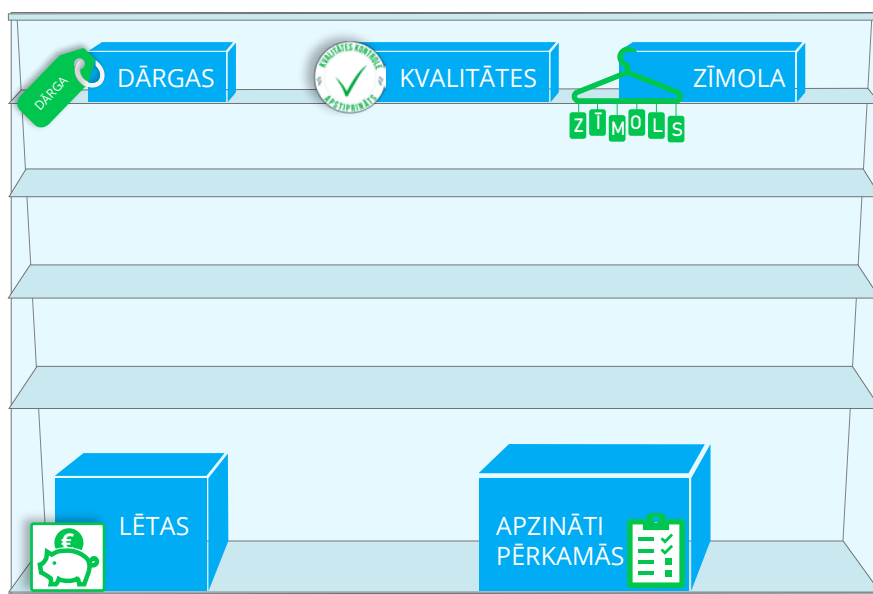 DĀRGA
DĀRGAS
KVALITĀTES KONTROLE
APSTIPRINĀTS
KVALITĀTES
ZĪMOLA
ZĪMOLS
LĒTAS
€
APZINĀTI
PĒRKAMĀS